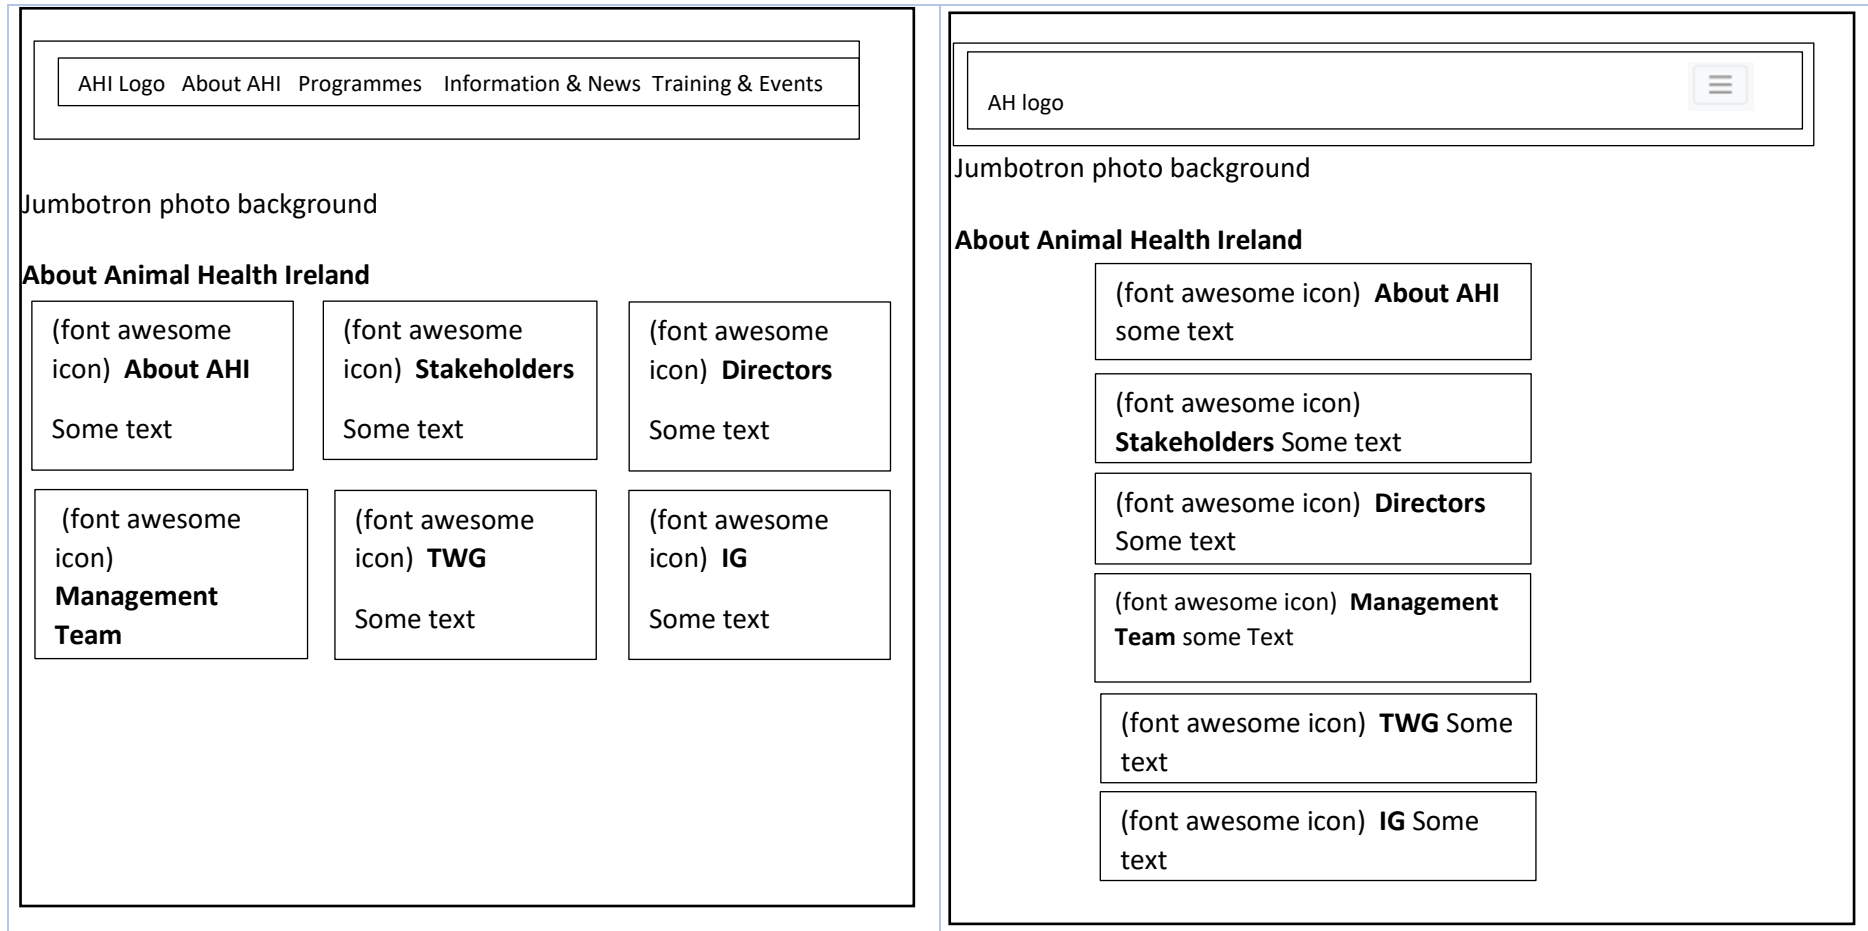 AHI Logo About AHI Programmes Information & News Training & Events
Jumbotron photo background
About Animal Health Ireland
(font awesome
icon) About AHI
Some text
(font awesome
icon) Stakeholders
Some text
(font awesome
icon) Directors
Some text
(font awesome
icon)
Management
Team
(font awesome
icon) TWG
Some text
(font awesome
icon) IG
Some text
AH logo
Jumbotron photo background
About Animal Health Ireland
(font awesome icon) About AHI
some text
(font awesome icon)
Stakeholders Some text
(font awesome icon) Directors
Some text
(font awesome icon) Management
Team some Text
(font awesome icon) TWG Some
text
(font awesome icon) IG Some
text